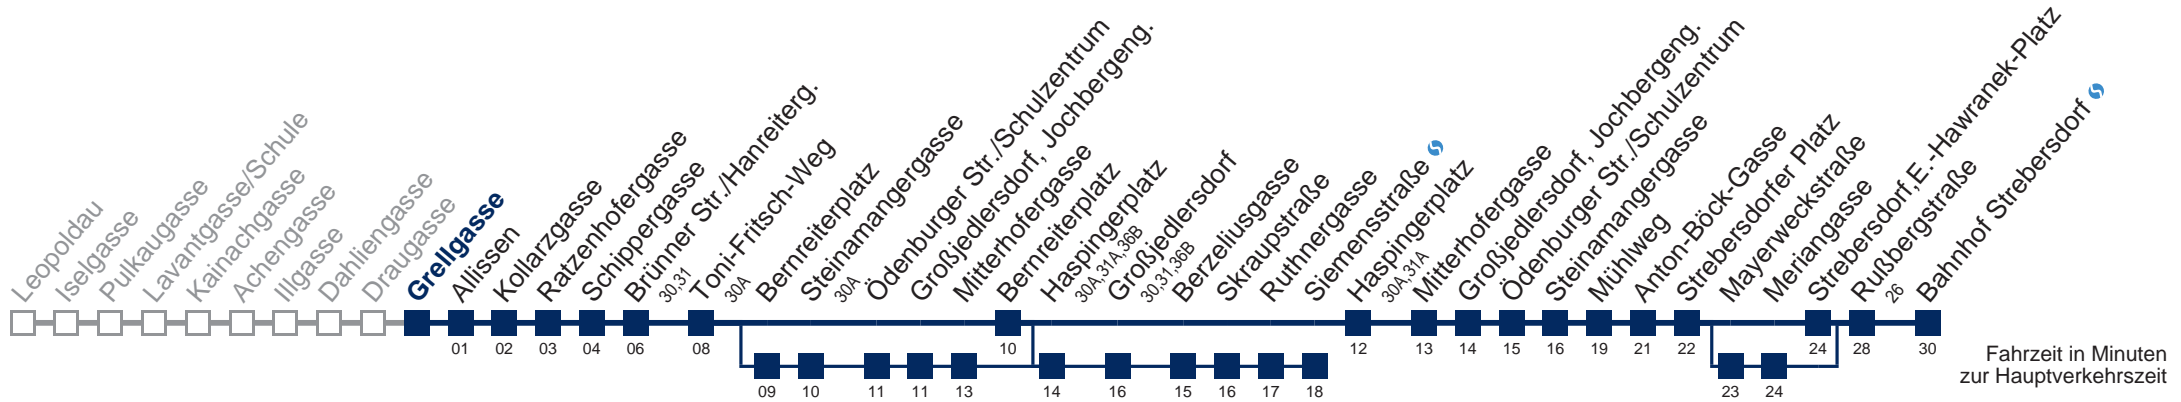 Leopoldau
Iselgasse
Pulkaugasse
Lavantgasse/Schule
Kainachgasse
Achengasse
Illgasse
Dahliengasse
Draugasse
Grellgasse
Allissen
Kollarzgasse
Ratzenhofergasse
Schippergasse
Brünner Str./Hanreiterg.
30,31
Toni-Fritsch-Weg
30A
Bernreiterplatz
Steinamangergasse
30A
Ödenburger Str./Schulzentrum
Großjedlersdorf, Jochbergeng.
Mitterhofergasse
Bernreiterplatz
Haspingerplatz
30A,31A,36B
Großjedlersdorf
30,31,36B
Berzeliusgasse
Skraupstraße
Ruthnergasse
Siemensstraße
Haspingerplatz
30A,31A
Mitterhofergasse
Großjedlersdorf, Jochbergeng.
Ödenburger Str./Schulzentrum
Steinamangergasse
Mühlweg
Anton-Böck-Gasse
Strebersdorfer Platz
Mayerweckstraße
Meriangasse
Strebersdorf,E.-Hawranek-Platz
Rußbergstraße
26
Bahnhof Strebersdorf
01 02 03 04 06 08 10 12 13 14 15 16 19 21 22 24 28 30
09 10 11 11 13 14 16 15 16 17 18 23 24
Fahrzeit in Minuten
zur Hauptverkehrszeit